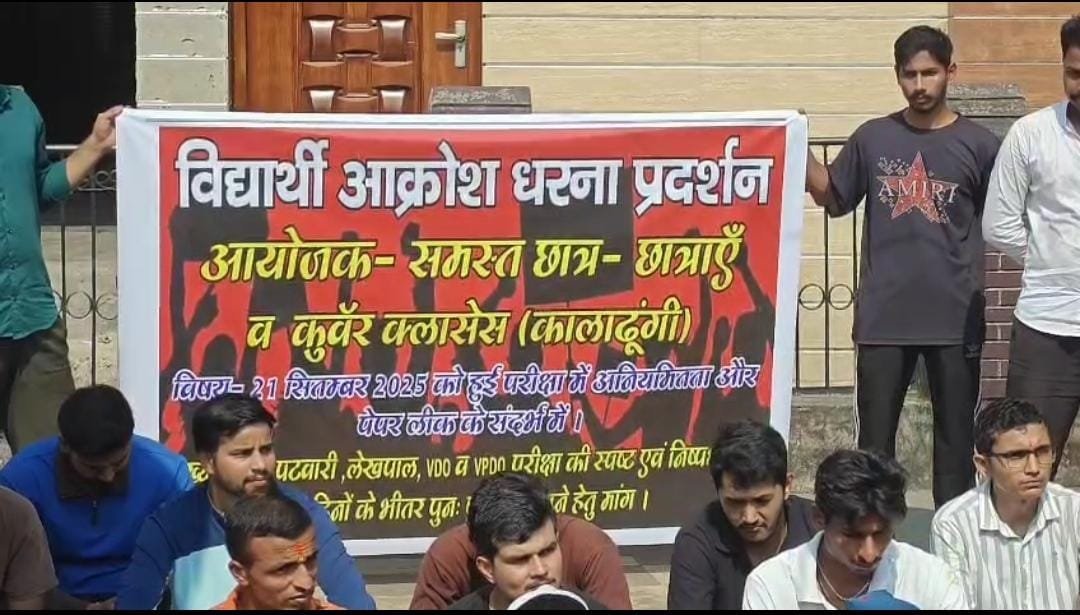 विद्यार्थी आक्रोश धरना प्रदर्शन
आयोजक- समस्त छात्र- छात्राएँ
व कुवॅर क्लासेस (कालाढूंगी)
विषय- 21 सितम्बर 2025 को हुई परीक्षा में अनियमितता और
पेपर लीक के संदर्भ में ।
पटवारी ,लेखपाल, VDO व VPDO परीक्षा की स्पष्ट एवं
दिनों के भीतर पुनः हेतु मांग ।
AMIRI